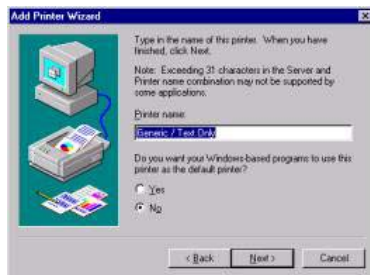 Add Printer Wizard
Type in the name of this printer. When you have
finished, click Next.
Note: Exceeding 31 characters in the Server and
Printer name combination may not be supported by
some applications.
Printer name:
Generic / Text Only
Do you want your Windows-based programs to use this
printer as the default printer?
Yes
No
< Back
Next >
Cancel